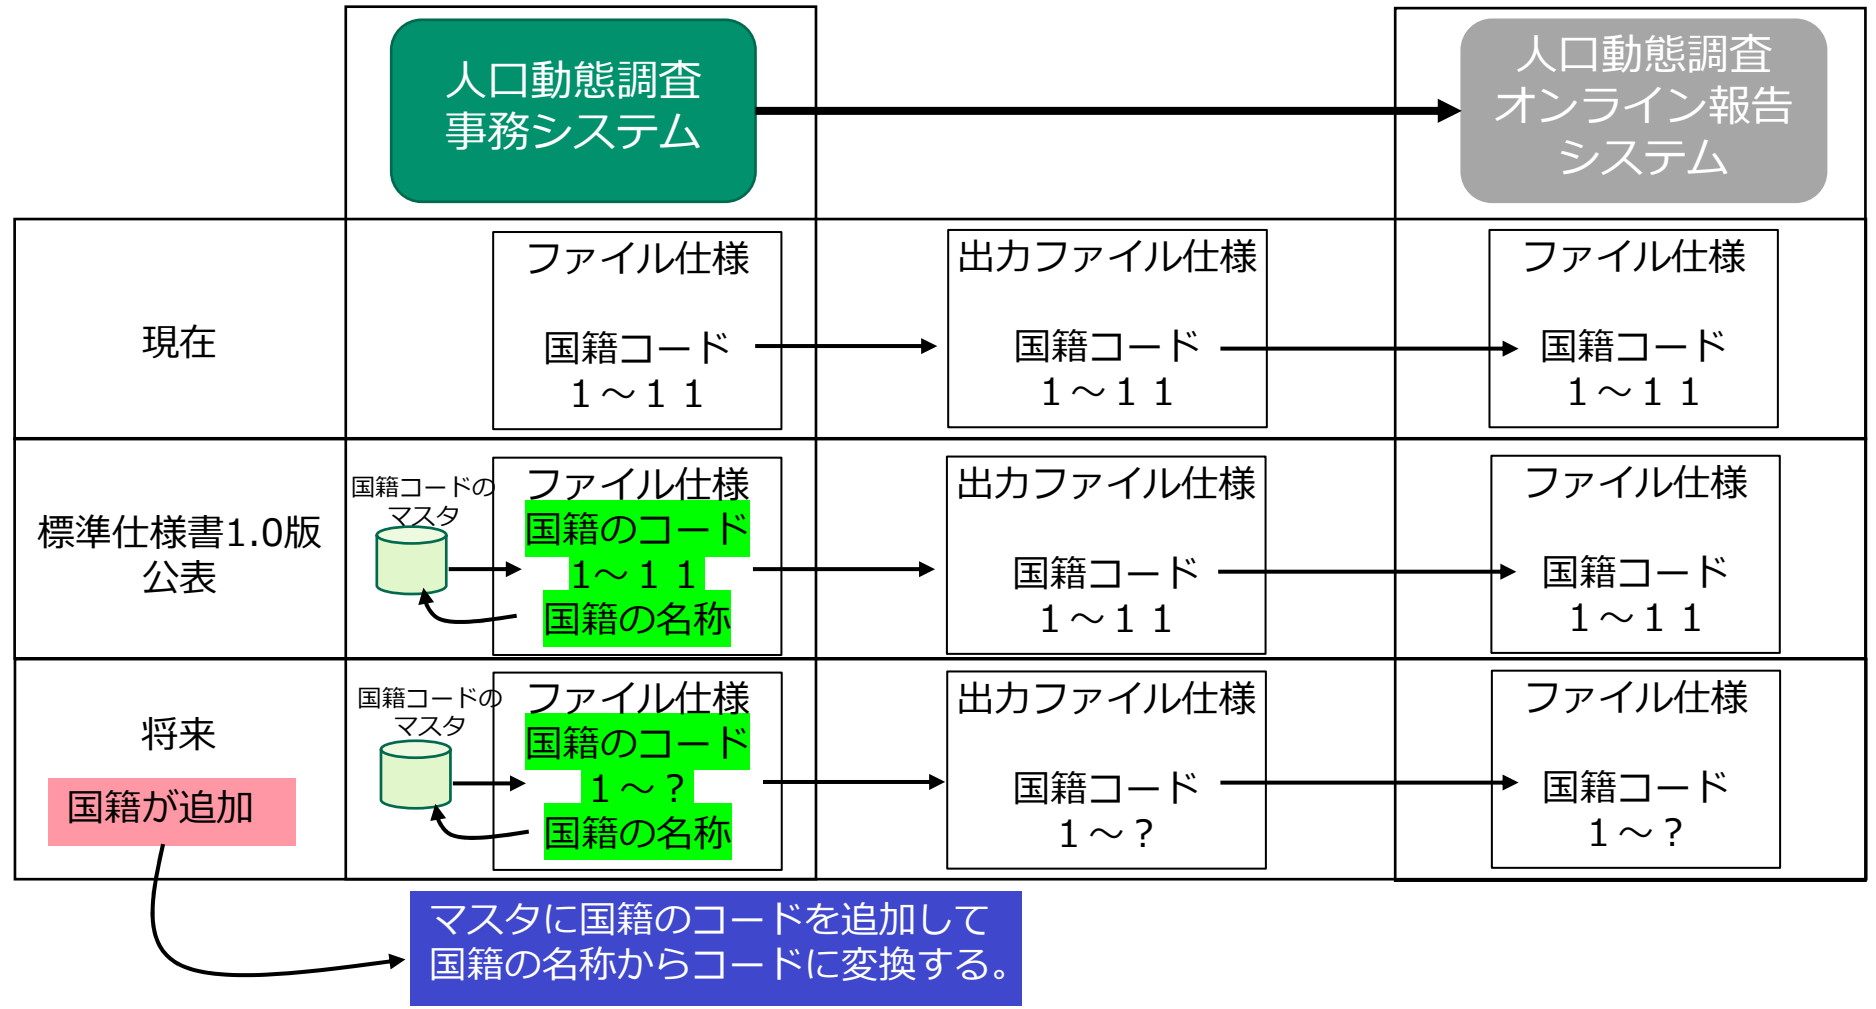 人口動態調査
事務システム
人口動態調査
オンライン報告
システム
現在
ファイル仕様
国籍コード
1～１１
出力ファイル仕様
国籍コード
１～１１
ファイル仕様
国籍コード
１～１１
標準仕様書1.0版
公表
国籍コードの
マスタ
ファイル仕様
国籍のコード
1～１１
国籍の名称
出力ファイル仕様
国籍コード
１～１１
ファイル仕様
国籍コード
１～１１
将来
国籍が追加
国籍コードの
マスタ
ファイル仕様
国籍のコード
１～？
国籍の名称
出力ファイル仕様
国籍コード
１～？
ファイル仕様
国籍コード
１～？
マスタに国籍のコードを追加して
国籍の名称からコードに変換する。